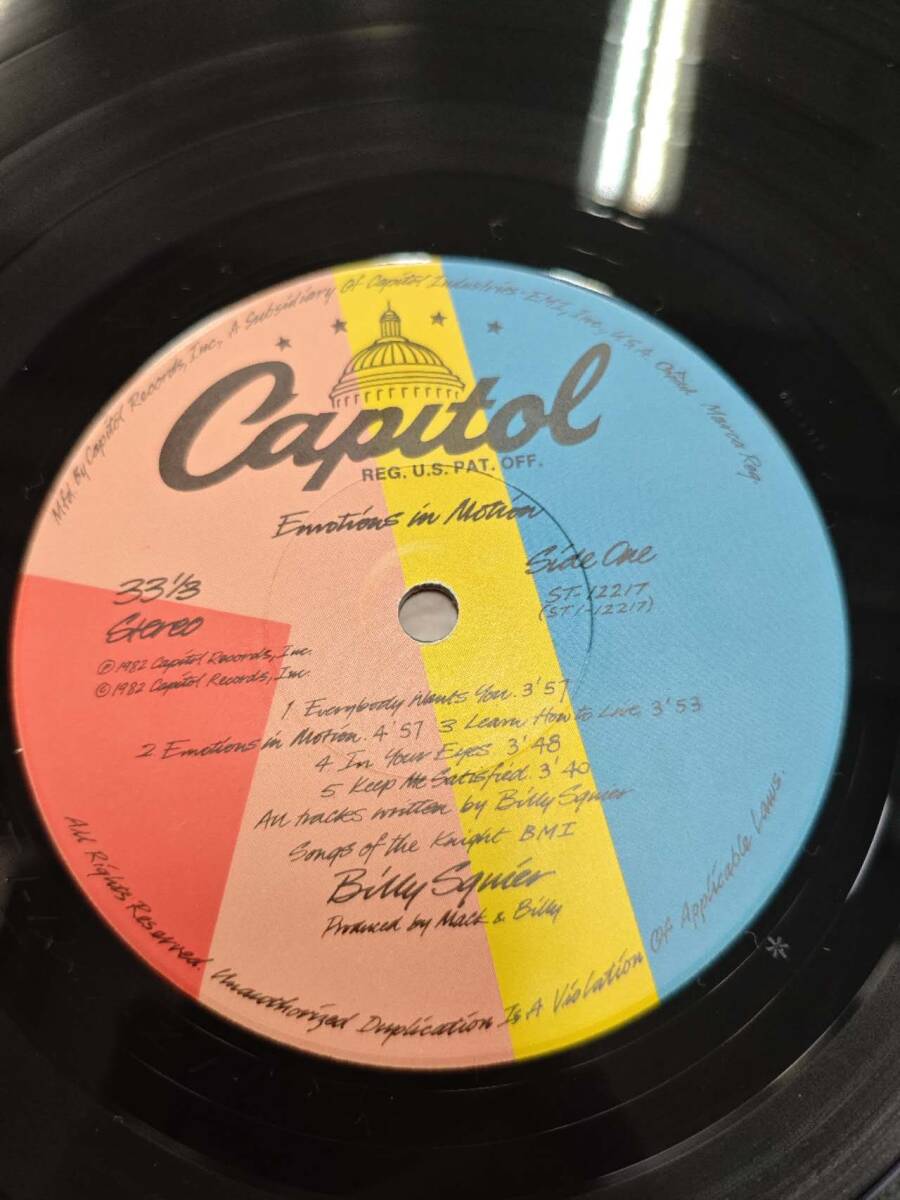 Mfd. By Capitol Records, Inc., A Subsidiary Of Capitol Industries-EMI, Inc., U.S.A. Capitol Marca Reg.
Capitol
REG. U.S. PAT. OFF.
Emotions in Motion
Side One
ST-12217
(ST1-12217)
33 1/3
Stereo
℗1982 Capitol Records, Inc.
©1982 Capitol Records, Inc.
1 Everybody Wants You. 3'57
2 Emotions in Motion. 4'57 3 Learn How to Live, 3'53
4 In Your Eyes 3'48
5 Keep Me Satisfied. 3'40
All tracks written by Billy Squier
Songs of the Knight BMI
Billy Squier
Produced by Mack & Billy
All Rights Reserved. Unauthorized Duplication Is A Violation Of Applicable Laws.